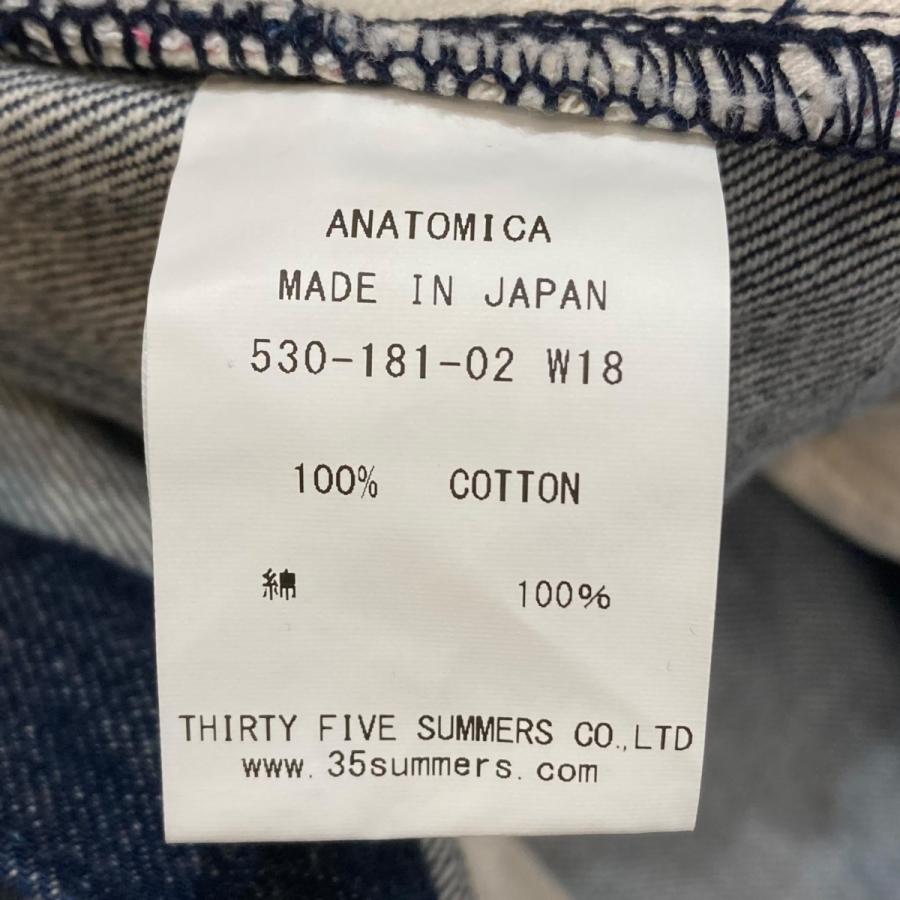 ANATOMICA
MADE IN JAPAN
530-181-02 W18
100% COTTON
綿 100%
THIRTY FIVE SUMMERS CO.,LTD
www.35summers.com